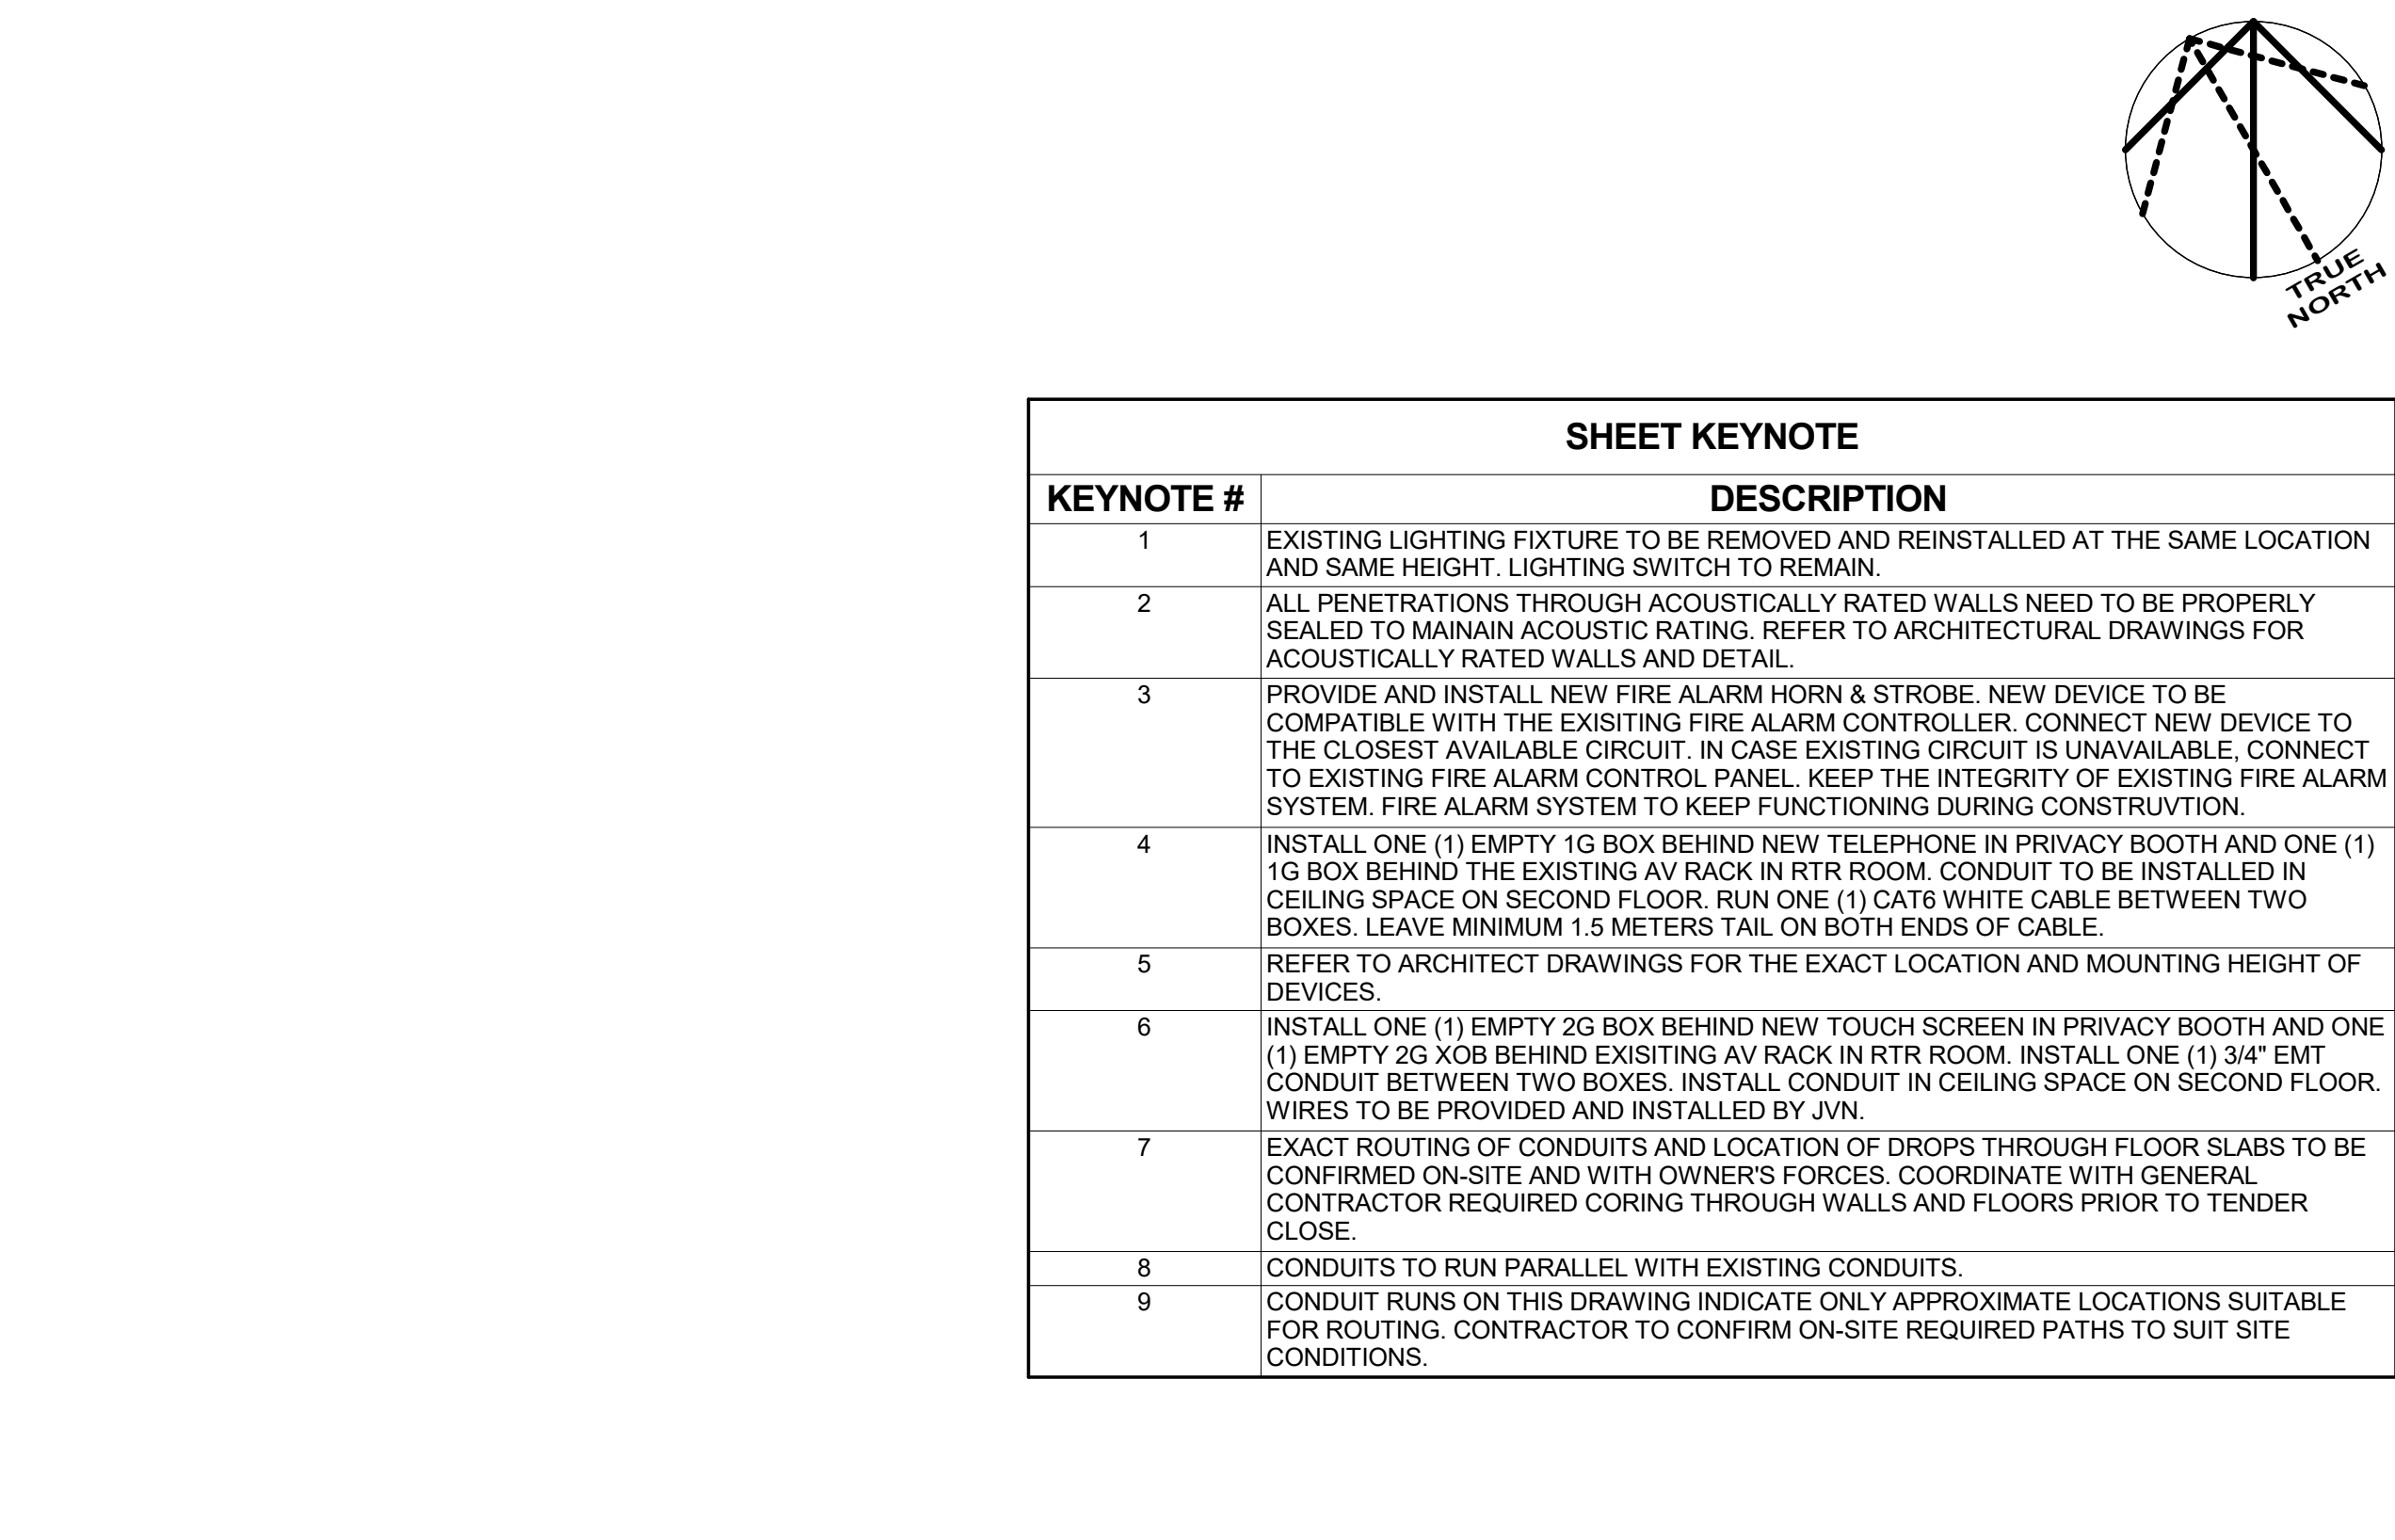 TRUE
NORTH
SHEET KEYNOTE
KEYNOTE # DESCRIPTION
1 EXISTING LIGHTING FIXTURE TO BE REMOVED AND REINSTALLED AT THE SAME LOCATION
AND SAME HEIGHT. LIGHTING SWITCH TO REMAIN.
2 ALL PENETRATIONS THROUGH ACOUSTICALLY RATED WALLS NEED TO BE PROPERLY
SEALED TO MAINAIN ACOUSTIC RATING. REFER TO ARCHITECTURAL DRAWINGS FOR
ACOUSTICALLY RATED WALLS AND DETAIL.
3 PROVIDE AND INSTALL NEW FIRE ALARM HORN & STROBE. NEW DEVICE TO BE
COMPATIBLE WITH THE EXISITING FIRE ALARM CONTROLLER. CONNECT NEW DEVICE TO
THE CLOSEST AVAILABLE CIRCUIT. IN CASE EXISTING CIRCUIT IS UNAVAILABLE, CONNECT
TO EXISTING FIRE ALARM CONTROL PANEL. KEEP THE INTEGRITY OF EXISTING FIRE ALARM
SYSTEM. FIRE ALARM SYSTEM TO KEEP FUNCTIONING DURING CONSTRUVTION.
4 INSTALL ONE (1) EMPTY 1G BOX BEHIND NEW TELEPHONE IN PRIVACY BOOTH AND ONE (1)
1G BOX BEHIND THE EXISTING AV RACK IN RTR ROOM. CONDUIT TO BE INSTALLED IN
CEILING SPACE ON SECOND FLOOR. RUN ONE (1) CAT6 WHITE CABLE BETWEEN TWO
BOXES. LEAVE MINIMUM 1.5 METERS TAIL ON BOTH ENDS OF CABLE.
5 REFER TO ARCHITECT DRAWINGS FOR THE EXACT LOCATION AND MOUNTING HEIGHT OF
DEVICES.
6 INSTALL ONE (1) EMPTY 2G BOX BEHIND NEW TOUCH SCREEN IN PRIVACY BOOTH AND ONE
(1) EMPTY 2G XOB BEHIND EXISITING AV RACK IN RTR ROOM. INSTALL ONE (1) 3/4" EMT
CONDUIT BETWEEN TWO BOXES. INSTALL CONDUIT IN CEILING SPACE ON SECOND FLOOR.
WIRES TO BE PROVIDED AND INSTALLED BY JVN.
7 EXACT ROUTING OF CONDUITS AND LOCATION OF DROPS THROUGH FLOOR SLABS TO BE
CONFIRMED ON-SITE AND WITH OWNER'S FORCES. COORDINATE WITH GENERAL
CONTRACTOR REQUIRED CORING THROUGH WALLS AND FLOORS PRIOR TO TENDER
CLOSE.
8 CONDUITS TO RUN PARALLEL WITH EXISTING CONDUITS.
9 CONDUIT RUNS ON THIS DRAWING INDICATE ONLY APPROXIMATE LOCATIONS SUITABLE
FOR ROUTING. CONTRACTOR TO CONFIRM ON-SITE REQUIRED PATHS TO SUIT SITE
CONDITIONS.